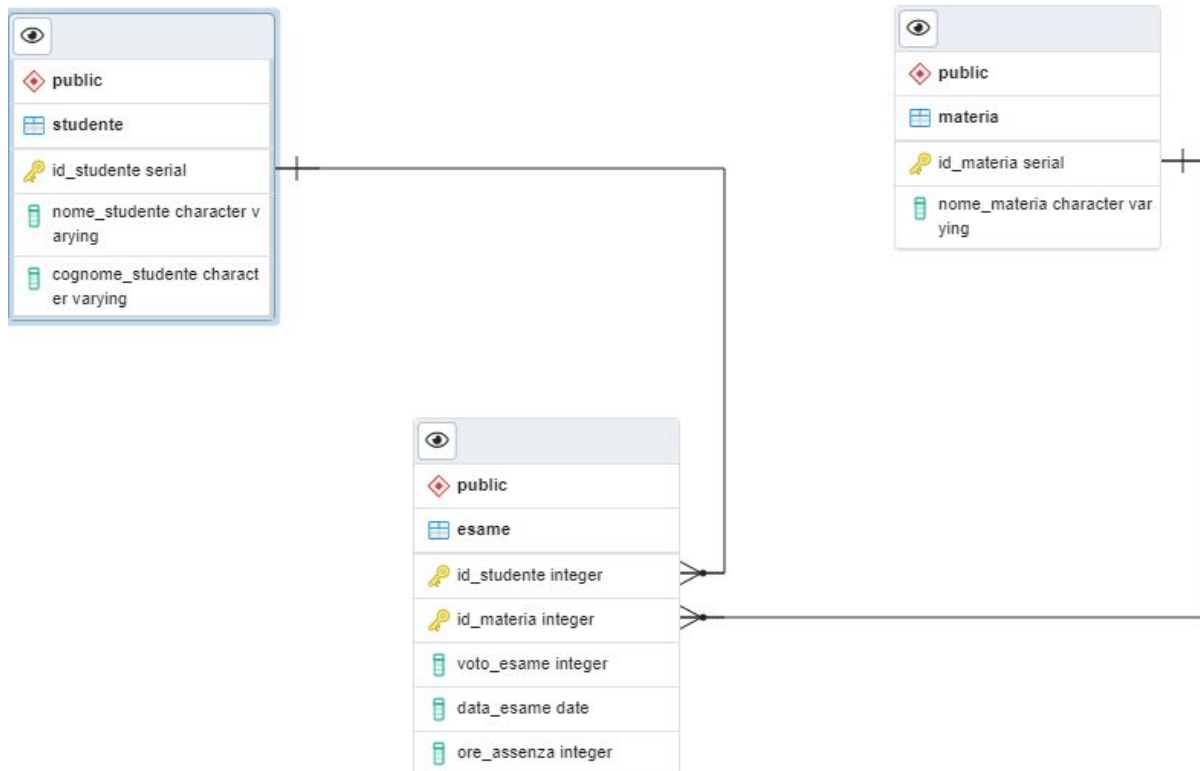 public
studente
id_studente serial
nome_studente character v
arying
cognome_studente charact
er varying
public
materia
id_materia serial
nome_materia character var
ying
public
esame
id_studente integer
id_materia integer
voto_esame integer
data_esame date
ore_assenza integer